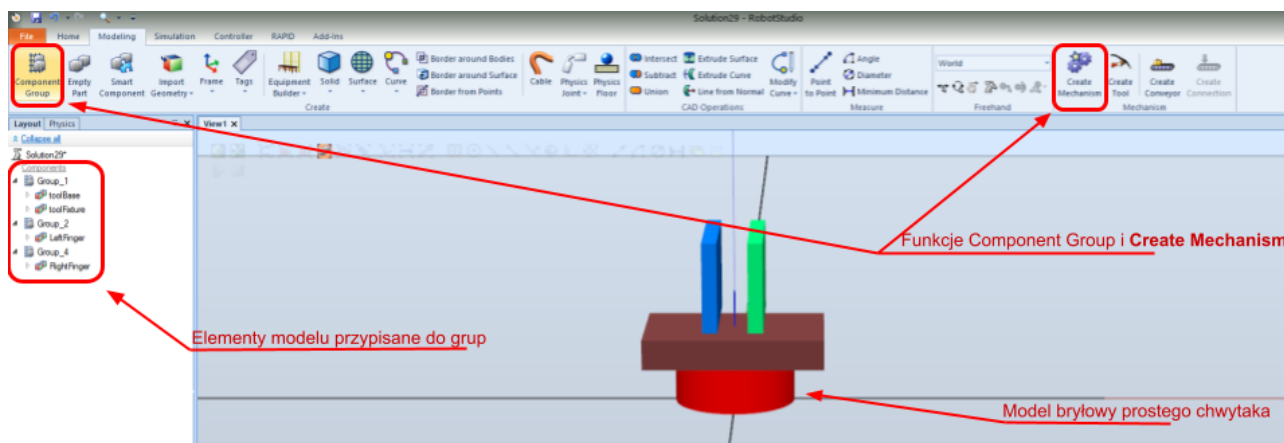 Solution29 - RobotStudio
File Home Modeling Simulation Controller RAPID Add-Ins
Component Group
Empty Part
Smart Component
Import Geometry
Frame
Tags
Equipment Builder
Solid
Surface
Curve
Border around Bodies
Border around Surface
Border from Points
Create
Cable
Physics Joint
Physics Floor
Intersect
Subtract
Union
Extrude Surface
Extrude Curve
Line from Normal
Modify Curve
CAD Operations
Point to Point
Angle
Diameter
Minimum Distance
Measure
World
Freehand
Create Mechanism
Create Tool
Create Conveyor
Create Connection
Mechanism
Layout Physics
View1 X
Collapse all
Solution29*
Components
Group_1
toolBase
toolFixture
Group_2
LeftFinger
Group_4
RightFinger
Funkcje Component Group i Create Mechanism
Elementy modelu przypisane do grup
Model bryłowy prostego chwytaka